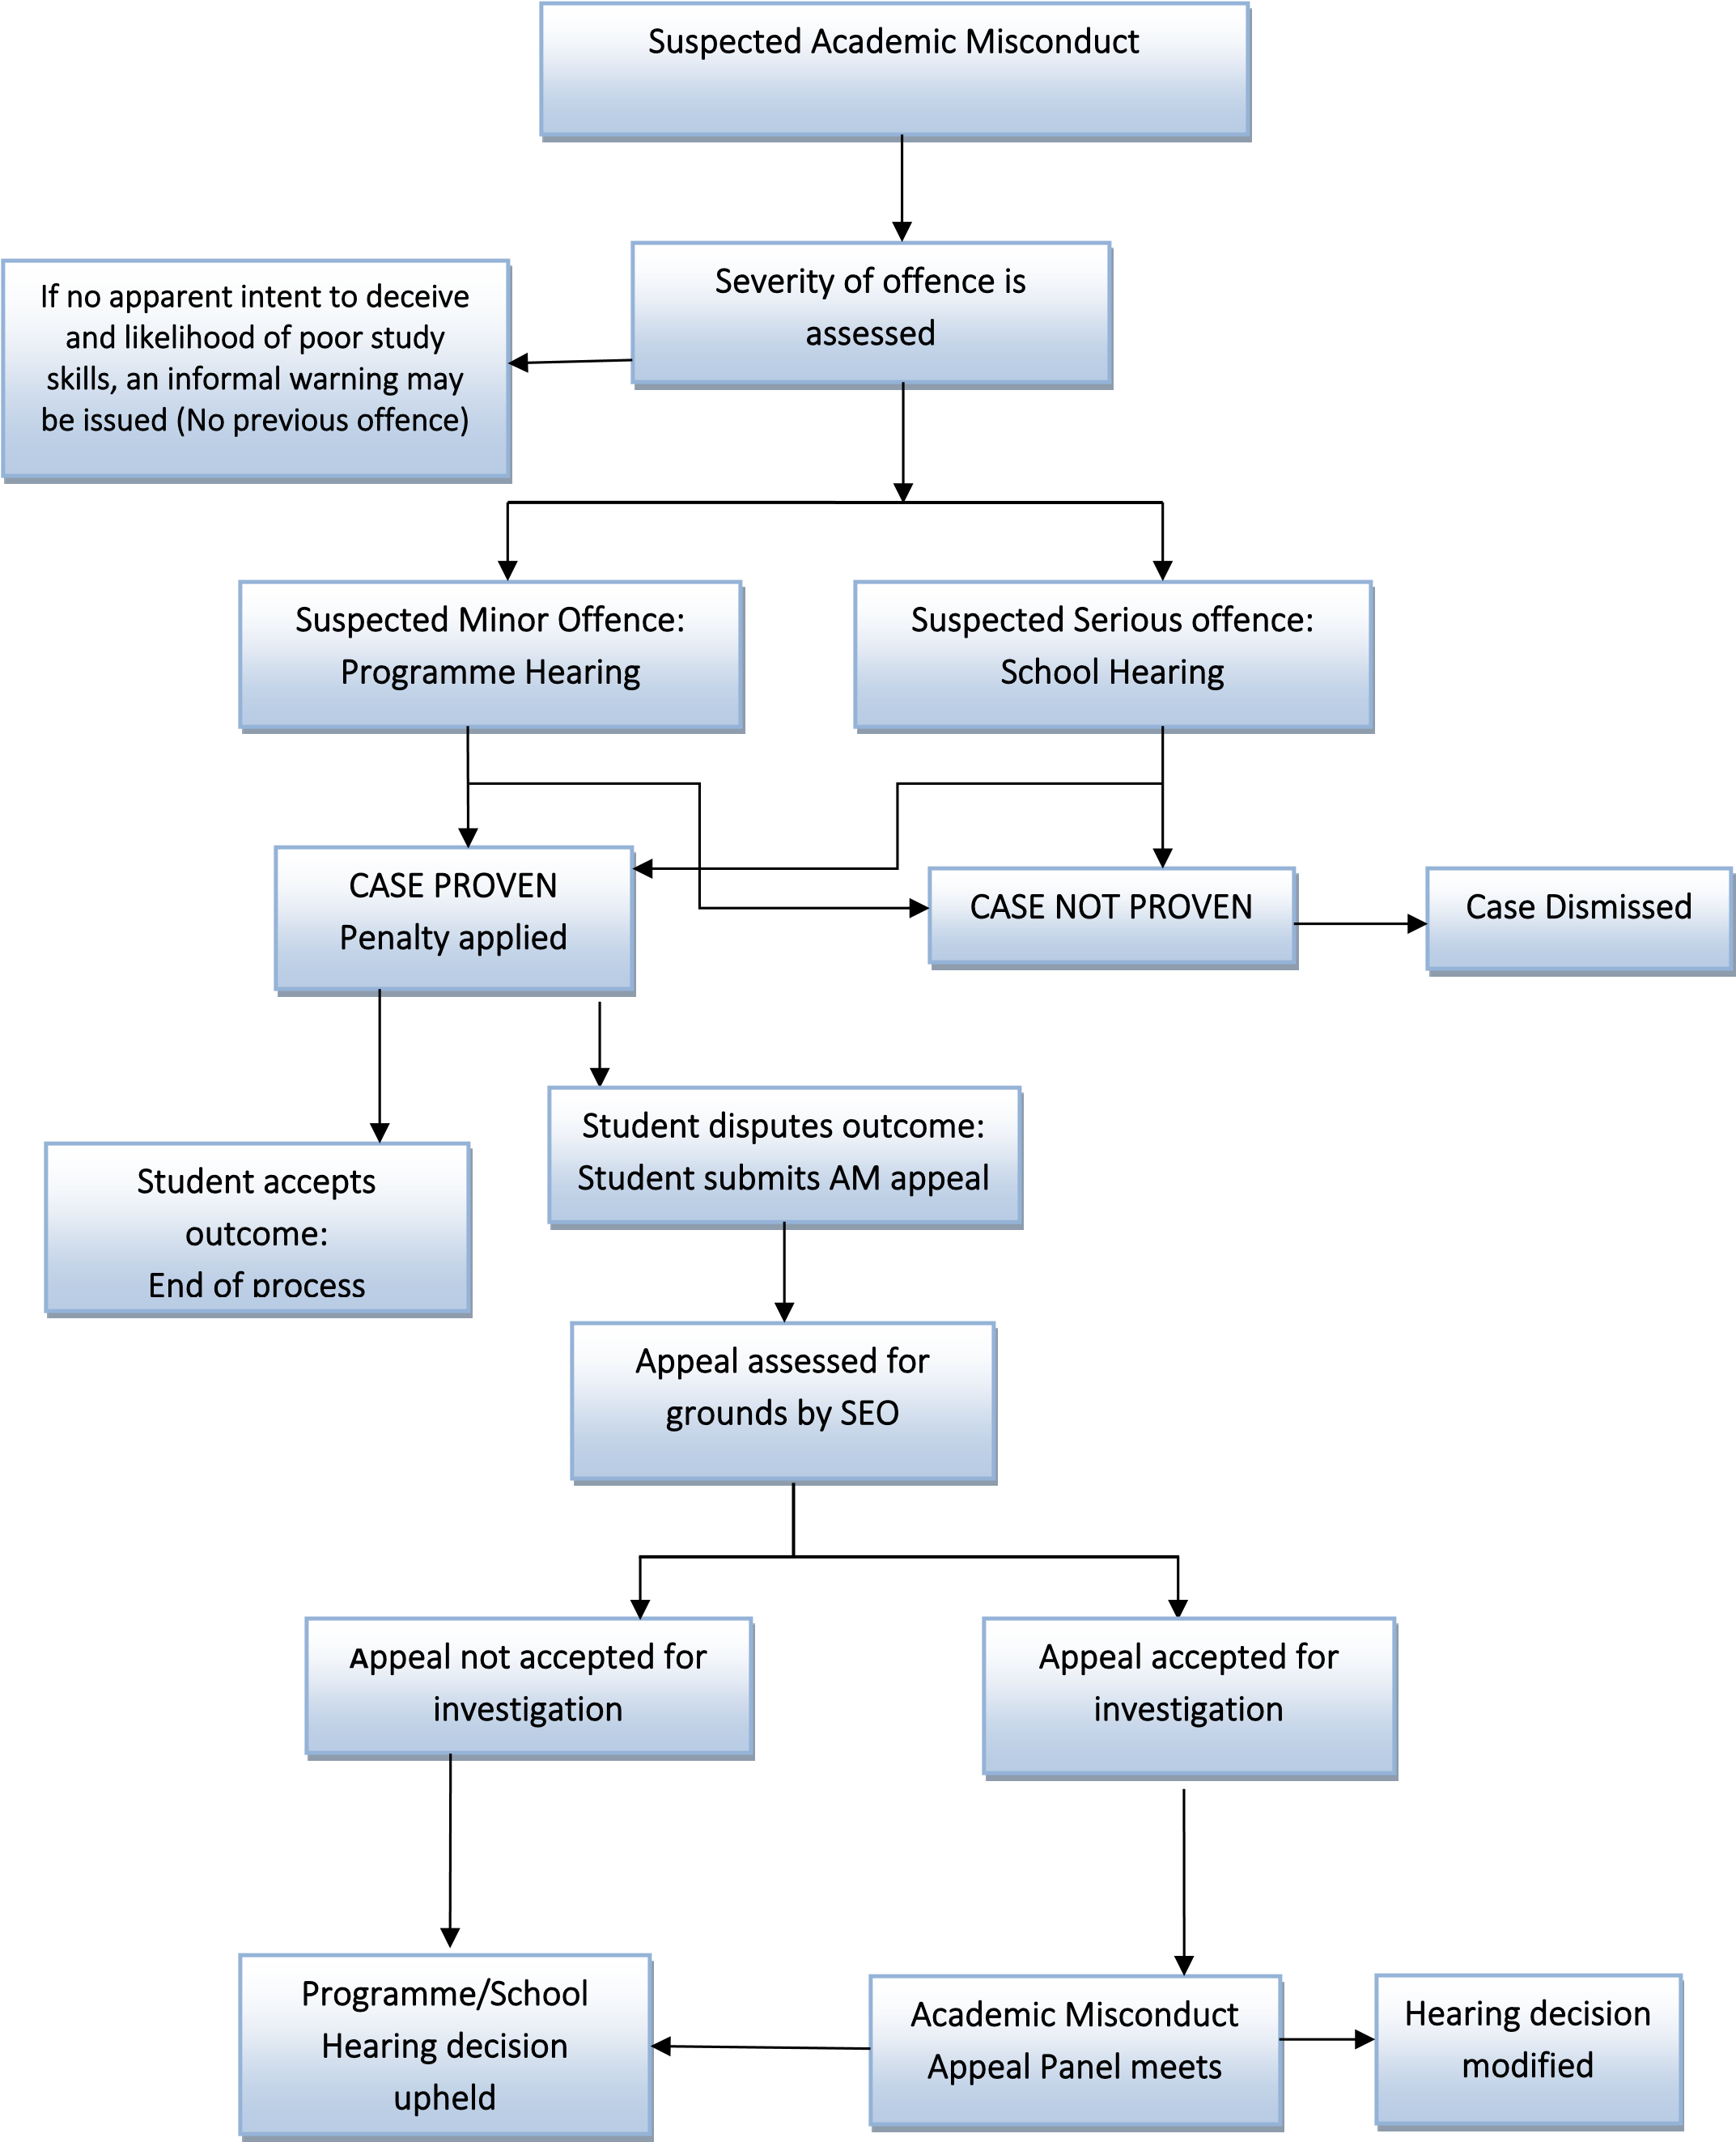 Suspected Academic Misconduct
Severity of offence is
assessed
If no apparent intent to deceive
and likelihood of poor study
skills, an informal warning may
be issued (No previous offence)
Suspected Minor Offence:
Programme Hearing
Suspected Serious offence:
School Hearing
CASE PROVEN
Penalty applied
CASE NOT PROVEN
Case Dismissed
Student disputes outcome:
Student submits AM appeal
Student accepts
outcome:
End of process
Appeal assessed for
grounds by SEO
Appeal not accepted for
investigation
Appeal accepted for
investigation
Programme/School
Hearing decision
upheld
Academic Misconduct
Appeal Panel meets
Hearing decision
modified